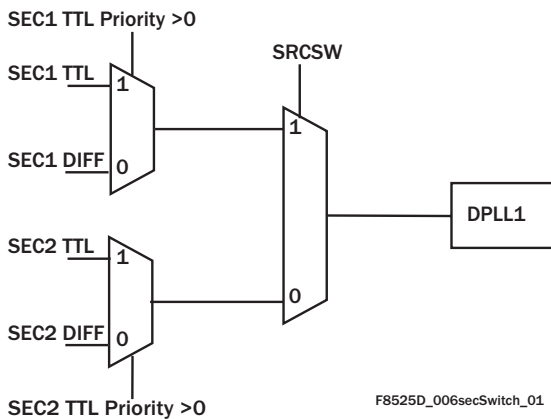 SEC1 TTL Priority >0
SRCSW
SEC1 TTL
1
1
SEC1 DIFF
0
DPLL1
SEC2 TTL
1
0
SEC2 DIFF
0
SEC2 TTL Priority >0
F8525D_006secSwitch_01